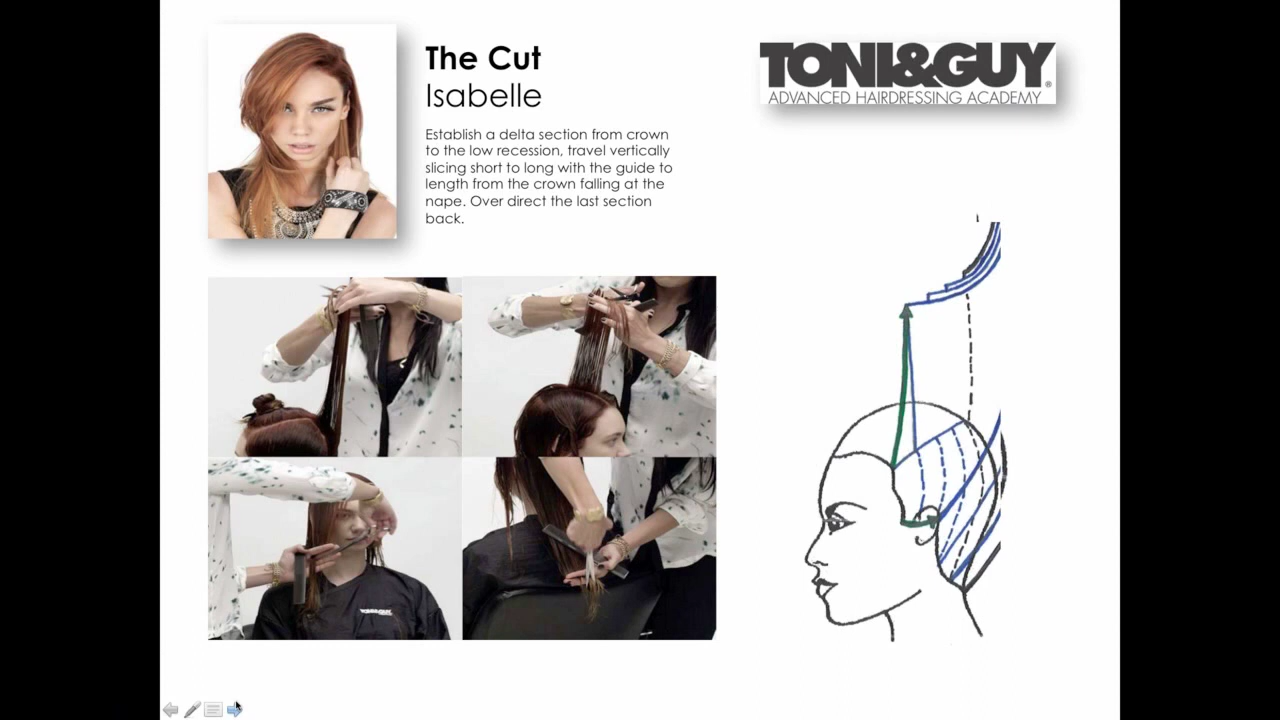 The Cut
Isabelle
Establish a delta section from crown
to the low recession, travel vertically
slicing short to long with the guide to
length from the crown falling at the
nape. Over direct the last section
back.
TONI&GUY®
ADVANCED HAIRDRESSING ACADEMY
TONI&GUY